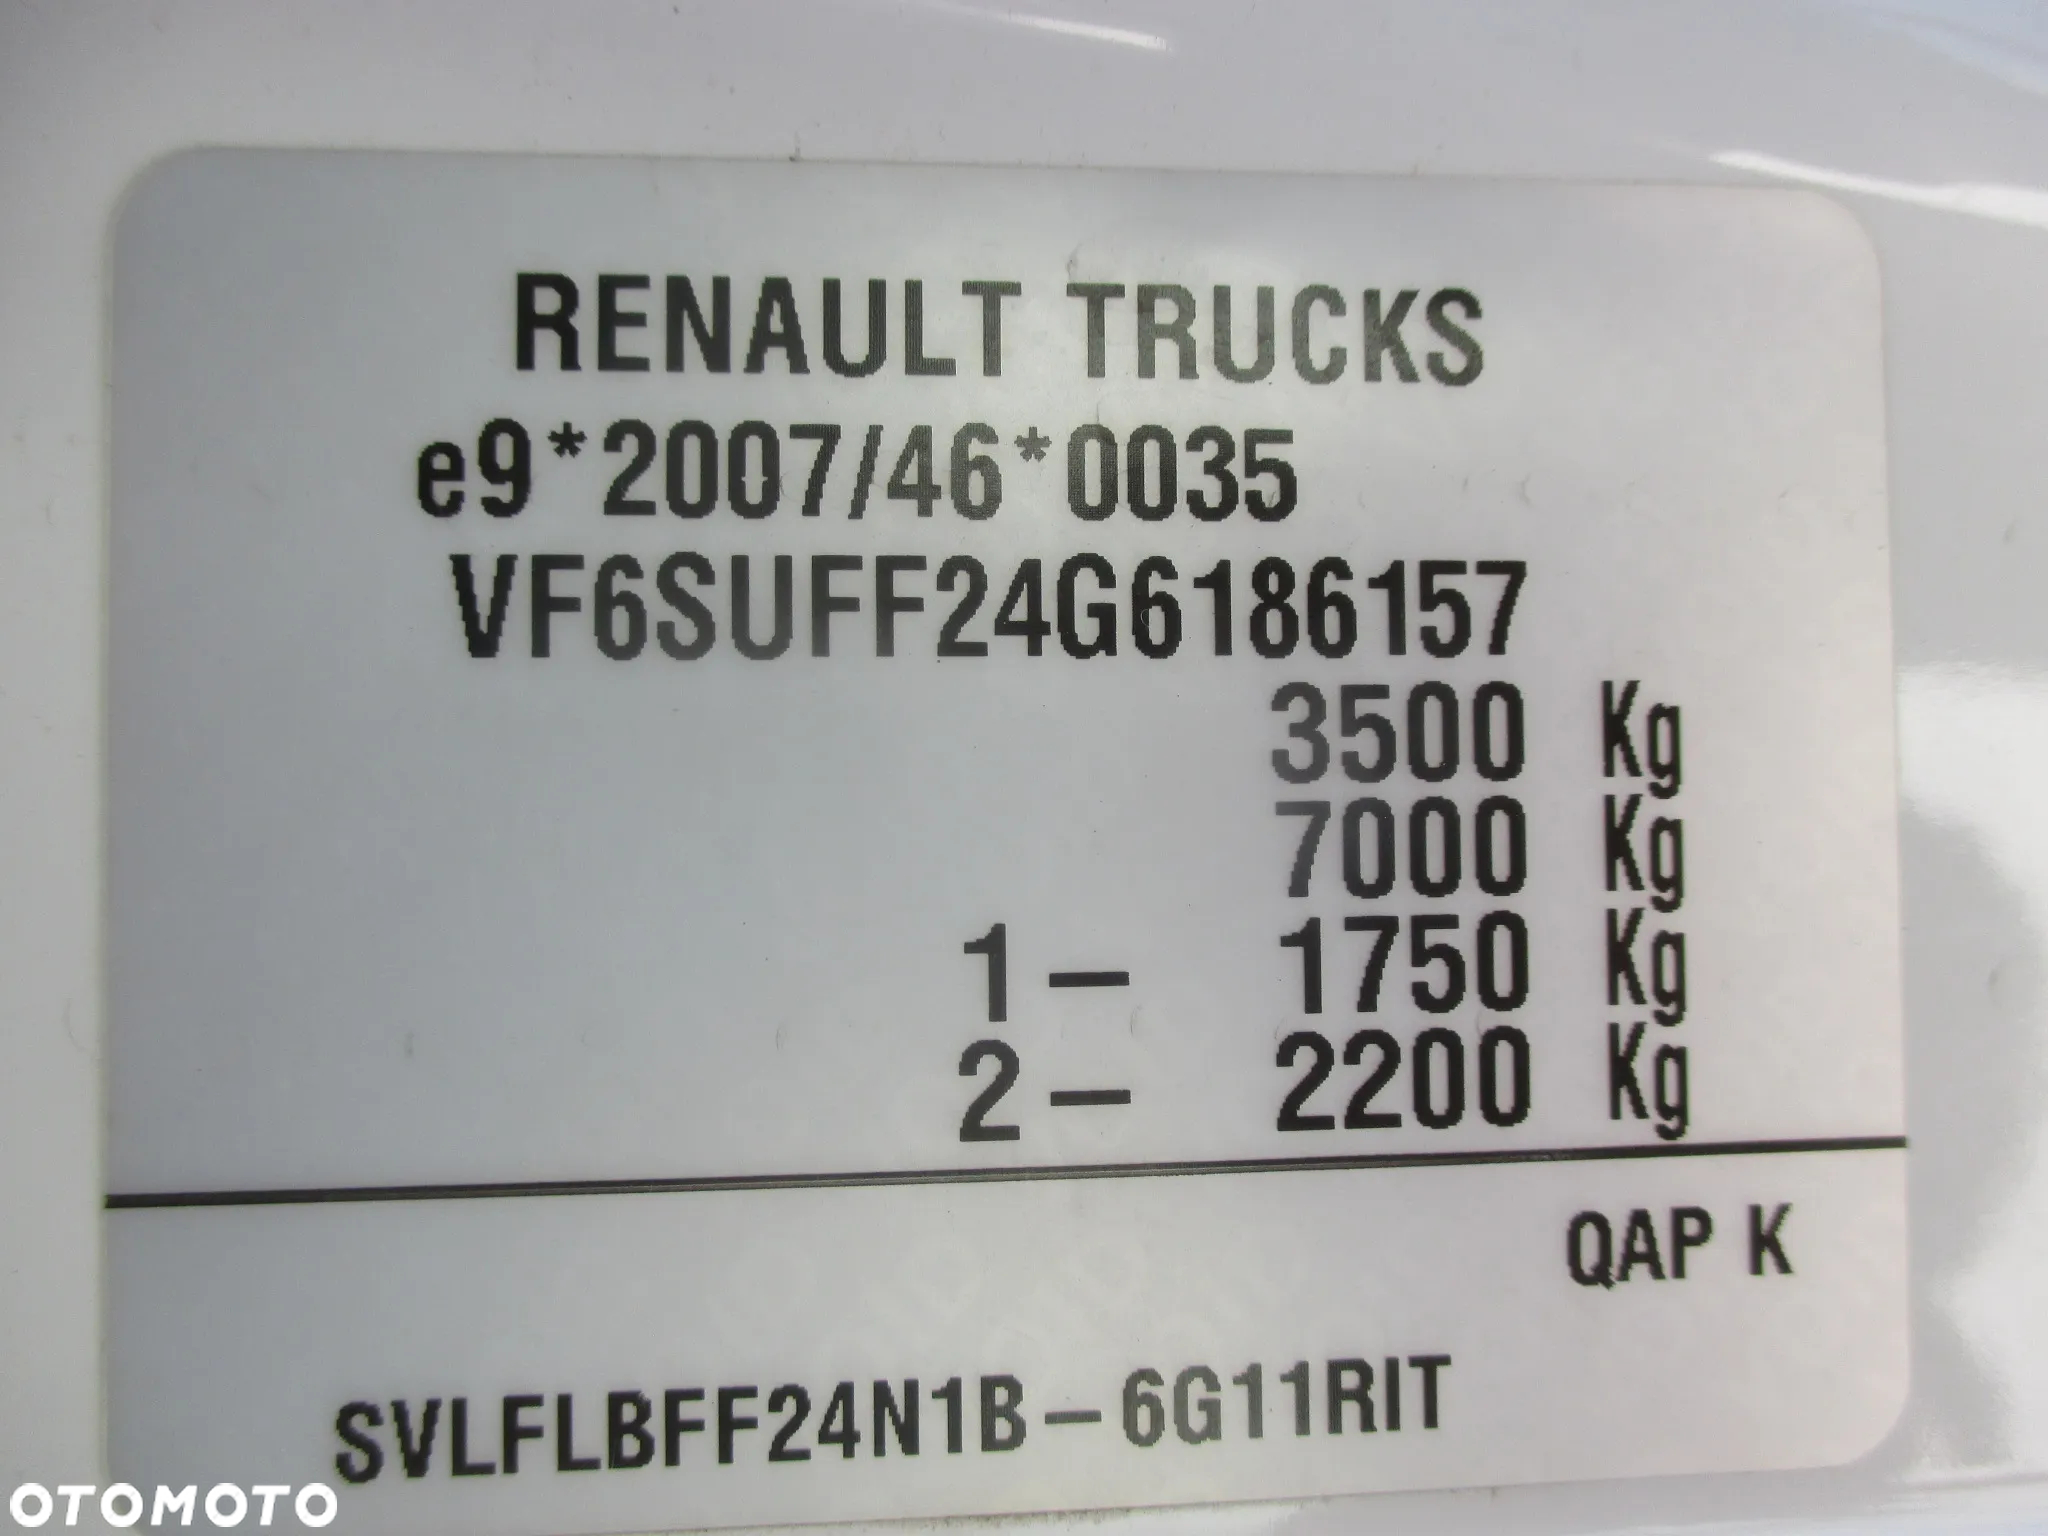 RENAULT TRUCKS
e9*2007/46*0035
VF6SUFF24G6186157
3500 Kg
7000 Kg
1- 1750 Kg
2- 2200 Kg
QAP K
SVLFLBFF24N1B-6G11RIT
OTOMOTO